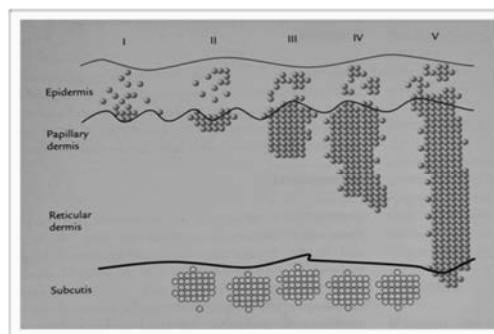 I II III IV V
Epidermis
Papillary
dermis
Reticular
dermis
Subcutis